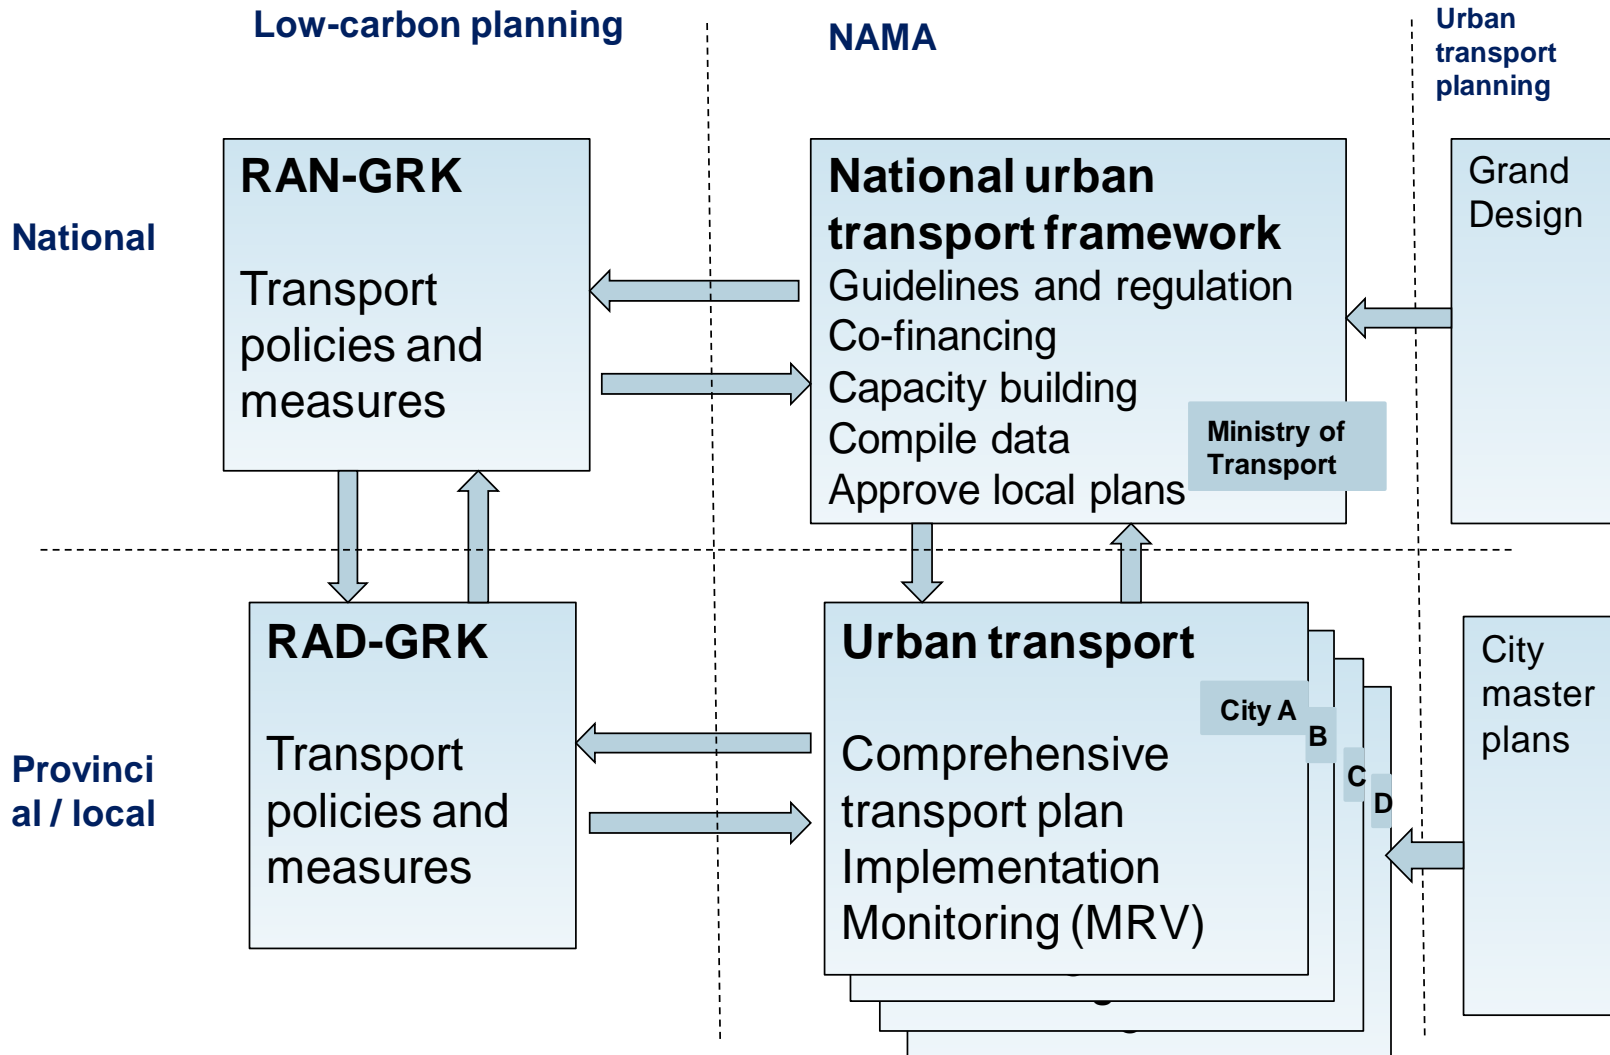 Low-carbon planning
NAMA
Urban
transport
planning
National
RAN-GRK
Transport
policies and
measures
National urban
transport framework
Guidelines and regulation
Co-financing
Capacity building
Compile data
Approve local plans
Ministry of
Transport
Grand
Design
Provinci
al / local
RAD-GRK
Transport
policies and
measures
Urban transport
City A
B
C
D
Comprehensive
transport plan
Implementation
Monitoring (MRV)
City
master
plans